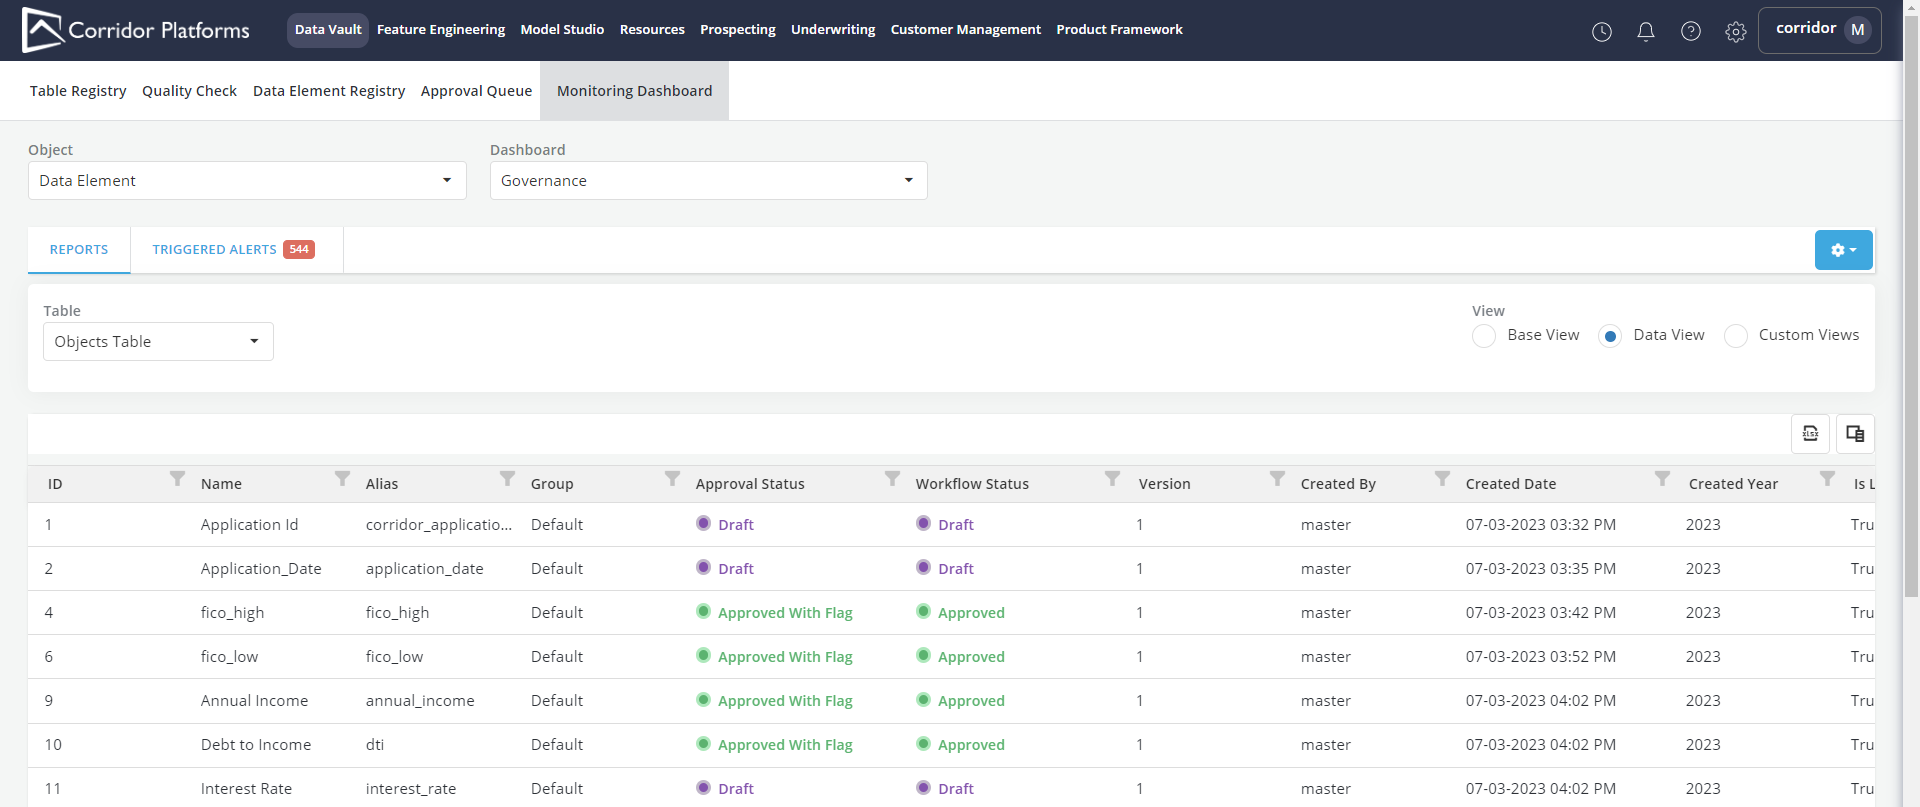 Corridor Platforms
Data Vault Feature Engineering Model Studio Resources Prospecting Underwriting Customer Management Product Framework
corridor M
Table Registry Quality Check Data Element Registry Approval Queue Monitoring Dashboard
Object Dashboard
Data Element Governance
REPORTS TRIGGERED ALERTS 544
Table View
Objects Table Base View Data View Custom Views
xlsx
ID Name Alias Group Approval Status Workflow Status Version Created By Created Date Created Year Is L
1 Application Id corridor_applicatio... Default Draft Draft 1 master 07-03-2023 03:32 PM 2023 Tru
2 Application_Date application_date Default Draft Draft 1 master 07-03-2023 03:35 PM 2023 Tru
4 fico_high fico_high Default Approved With Flag Approved 1 master 07-03-2023 03:42 PM 2023 Tru
6 fico_low fico_low Default Approved With Flag Approved 1 master 07-03-2023 03:52 PM 2023 Tru
9 Annual Income annual_income Default Approved With Flag Approved 1 master 07-03-2023 04:02 PM 2023 Tru
10 Debt to Income dti Default Approved With Flag Approved 1 master 07-03-2023 04:02 PM 2023 Tru
11 Interest Rate interest_rate Default Draft Draft 1 master 07-03-2023 04:02 PM 2023 Tru